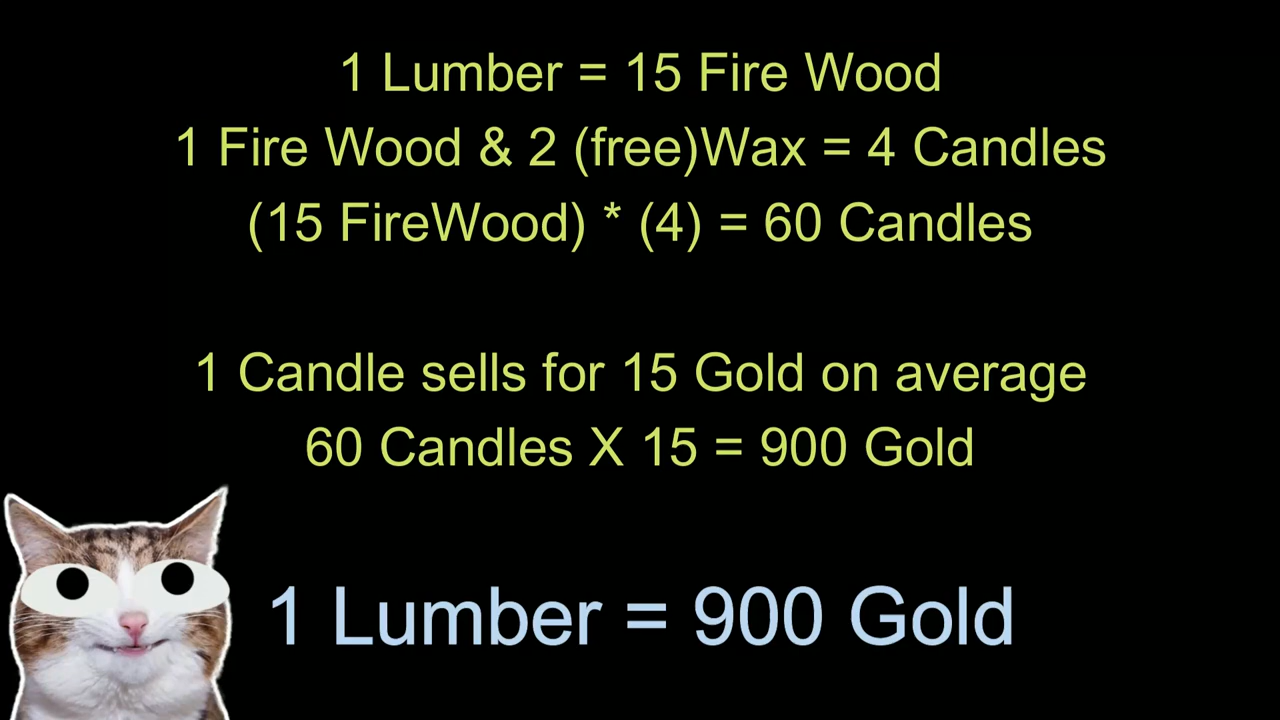 1 Lumber = 15 Fire Wood
1 Fire Wood & 2 (free)Wax = 4 Candles
(15 FireWood) * (4) = 60 Candles
1 Candle sells for 15 Gold on average
60 Candles X 15 = 900 Gold
1 Lumber = 900 Gold